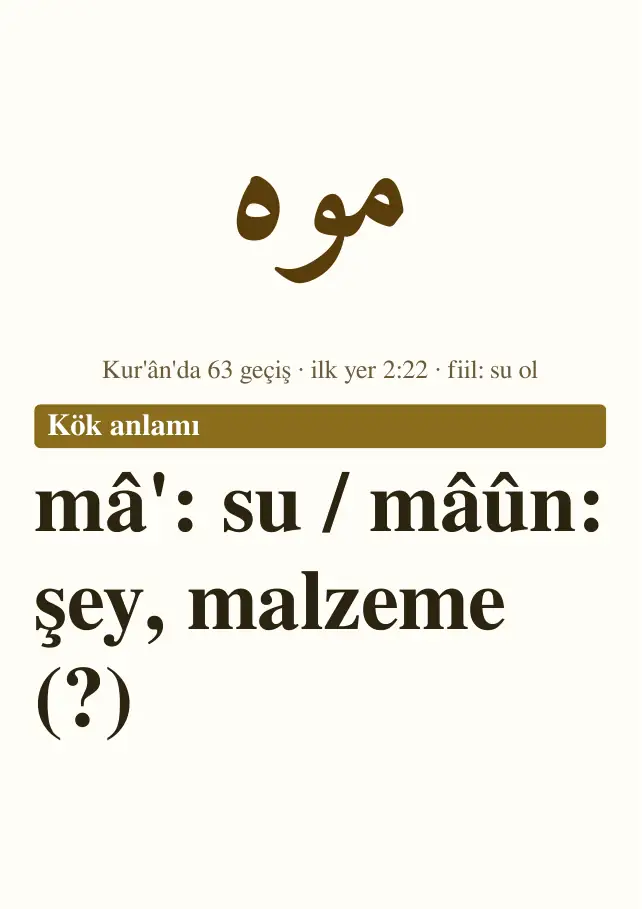 موه
Kur'ân'da 63 geçiş · ilk yer 2:22 · fiil: su ol
Kök anlamı
mâ': su / mâûn:
şey, malzeme
(?)